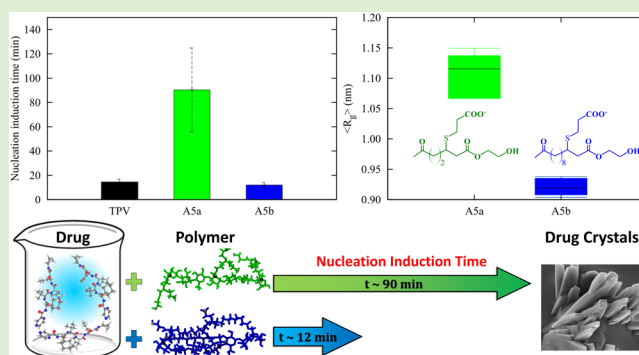 Nucleation induction time (min)
140
120
100
80
60
40
20
0
TPV A5a A5b
<Rg> (nm)
1.20
1.15
1.10
1.05
1.00
0.95
0.90
COO⁻
S
O
( )2
O
O
OH
COO⁻
S
O
( )8
O
O
OH
A5a A5b
Drug
Polymer
Drug Crystals
Nucleation Induction Time
+
t ~ 90 min
+
t ~ 12 min